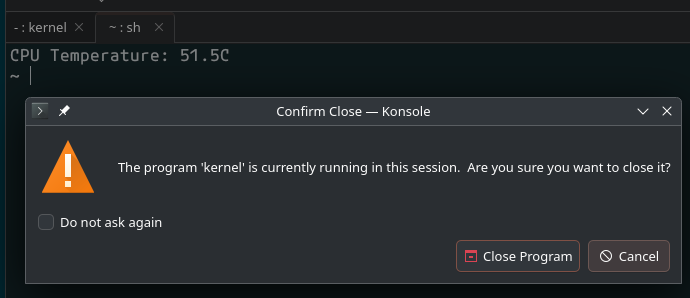 - : kernel
~ : sh
CPU Temperature: 51.5C
~
Confirm Close — Konsole
The program 'kernel' is currently running in this session.  Are you sure you want to close it?
Do not ask again
Close Program
Cancel